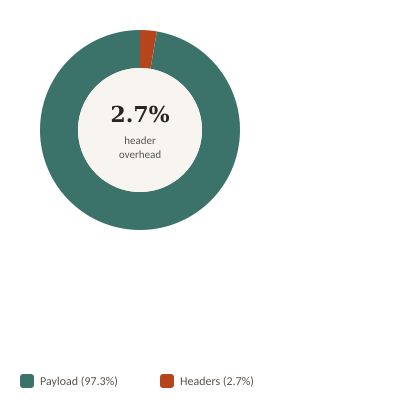 2.7%
header
overhead
Payload (97.3%)
Headers (2.7%)